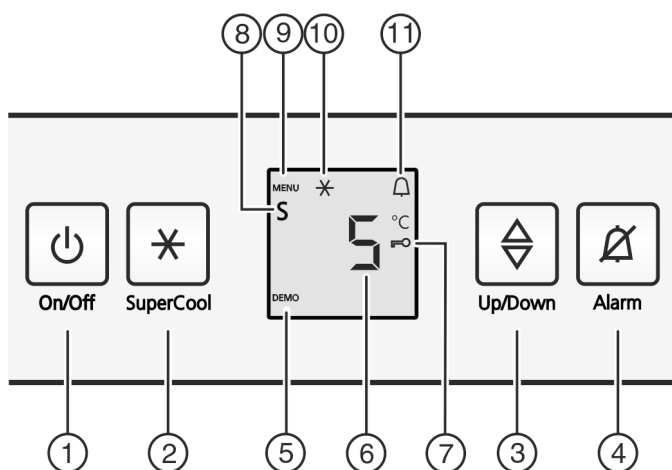 8 9 10 11
MENU
S
5 °C
DEMO
On/Off SuperCool Up/Down Alarm
1 2 5 6 7 3 4